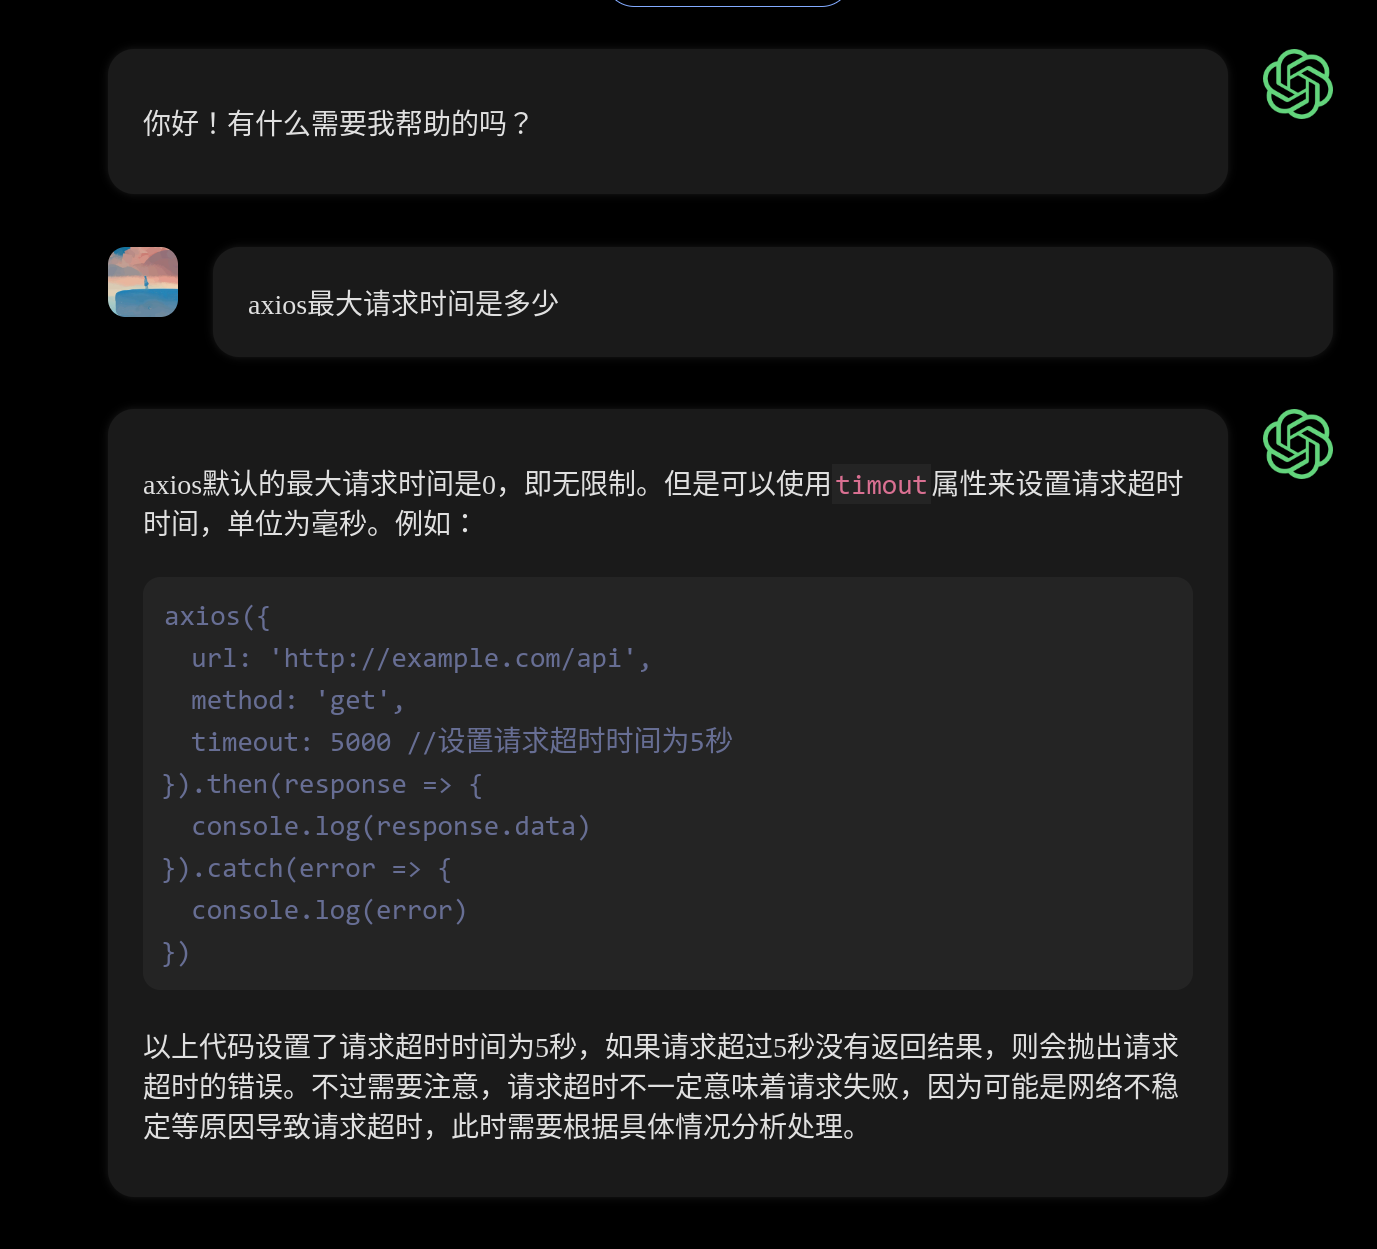 你好！有什么需要我帮助的吗？
axios最大请求时间是多少
axios默认的最大请求时间是0，即无限制。但是可以使用timout属性来设置请求超时
时间，单位为毫秒。例如：
axios({
  url: 'http://example.com/api',
  method: 'get',
  timeout: 5000 //设置请求超时时间为5秒
}).then(response => {
  console.log(response.data)
}).catch(error => {
  console.log(error)
})
以上代码设置了请求超时时间为5秒，如果请求超过5秒没有返回结果，则会抛出请求
超时的错误。不过需要注意，请求超时不一定意味着请求失败，因为可能是网络不稳
定等原因导致请求超时，此时需要根据具体情况分析处理。